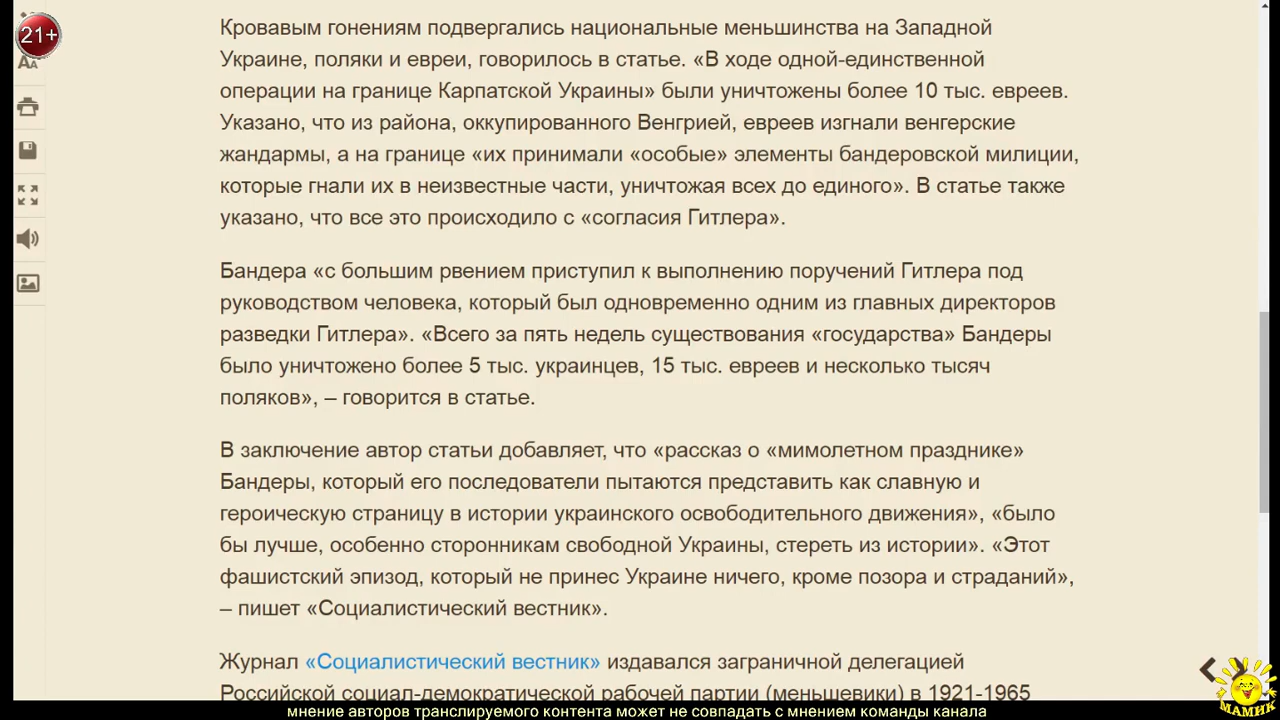 21+
Кровавым гонениям подвергались национальные меньшинства на Западной
Украине, поляки и евреи, говорилось в статье. «В ходе одной-единственной
операции на границе Карпатской Украины» были уничтожены более 10 тыс. евреев.
Указано, что из района, оккупированного Венгрией, евреев изгнали венгерские
жандармы, а на границе «их принимали «особые» элементы бандеровской милиции,
которые гнали их в неизвестные части, уничтожая всех до единого». В статье также
указано, что все это происходило с «согласия Гитлера».
Бандера «с большим рвением приступил к выполнению поручений Гитлера под
руководством человека, который был одновременно одним из главных директоров
разведки Гитлера». «Всего за пять недель существования «государства» Бандеры
было уничтожено более 5 тыс. украинцев, 15 тыс. евреев и несколько тысяч
поляков», – говорится в статье.
В заключение автор статьи добавляет, что «рассказ о «мимолетном празднике»
Бандеры, который его последователи пытаются представить как славную и
героическую страницу в истории украинского освободительного движения», «было
бы лучше, особенно сторонникам свободной Украины, стереть из истории». «Этот
фашистский эпизод, который не принес Украине ничего, кроме позора и страданий»,
– пишет «Социалистический вестник».
Журнал «Социалистический вестник» издавался заграничной делегацией
Российской социал-демократической рабочей партии (меньшевики) в 1921-1965
МАМИК
мнение авторов транслируемого контента может не совпадать с мнением команды канала